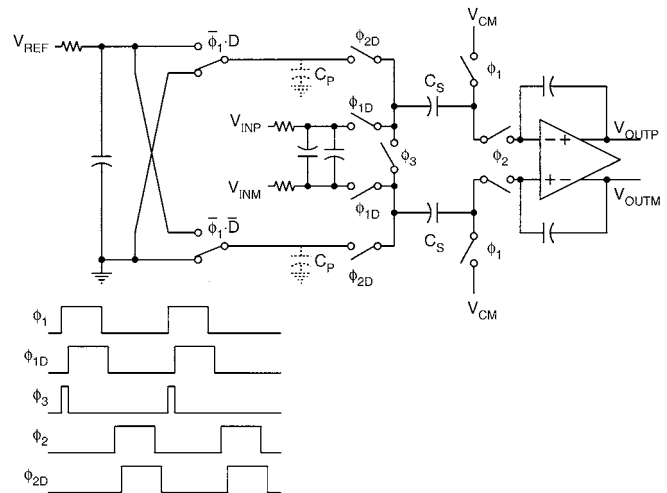 V_REF
ϕ̅₁·D
ϕ₂D
V_CM
C_P
C_S
ϕ₁
V_INP
ϕ₁D
ϕ₃
ϕ₂
− +
V_OUTP
V_INM
ϕ₁D
+ −
V_OUTM
ϕ̅₁·D̅
C_P
ϕ₂D
C_S
ϕ₁
V_CM
ϕ₁
ϕ₁D
ϕ₃
ϕ₂
ϕ₂D